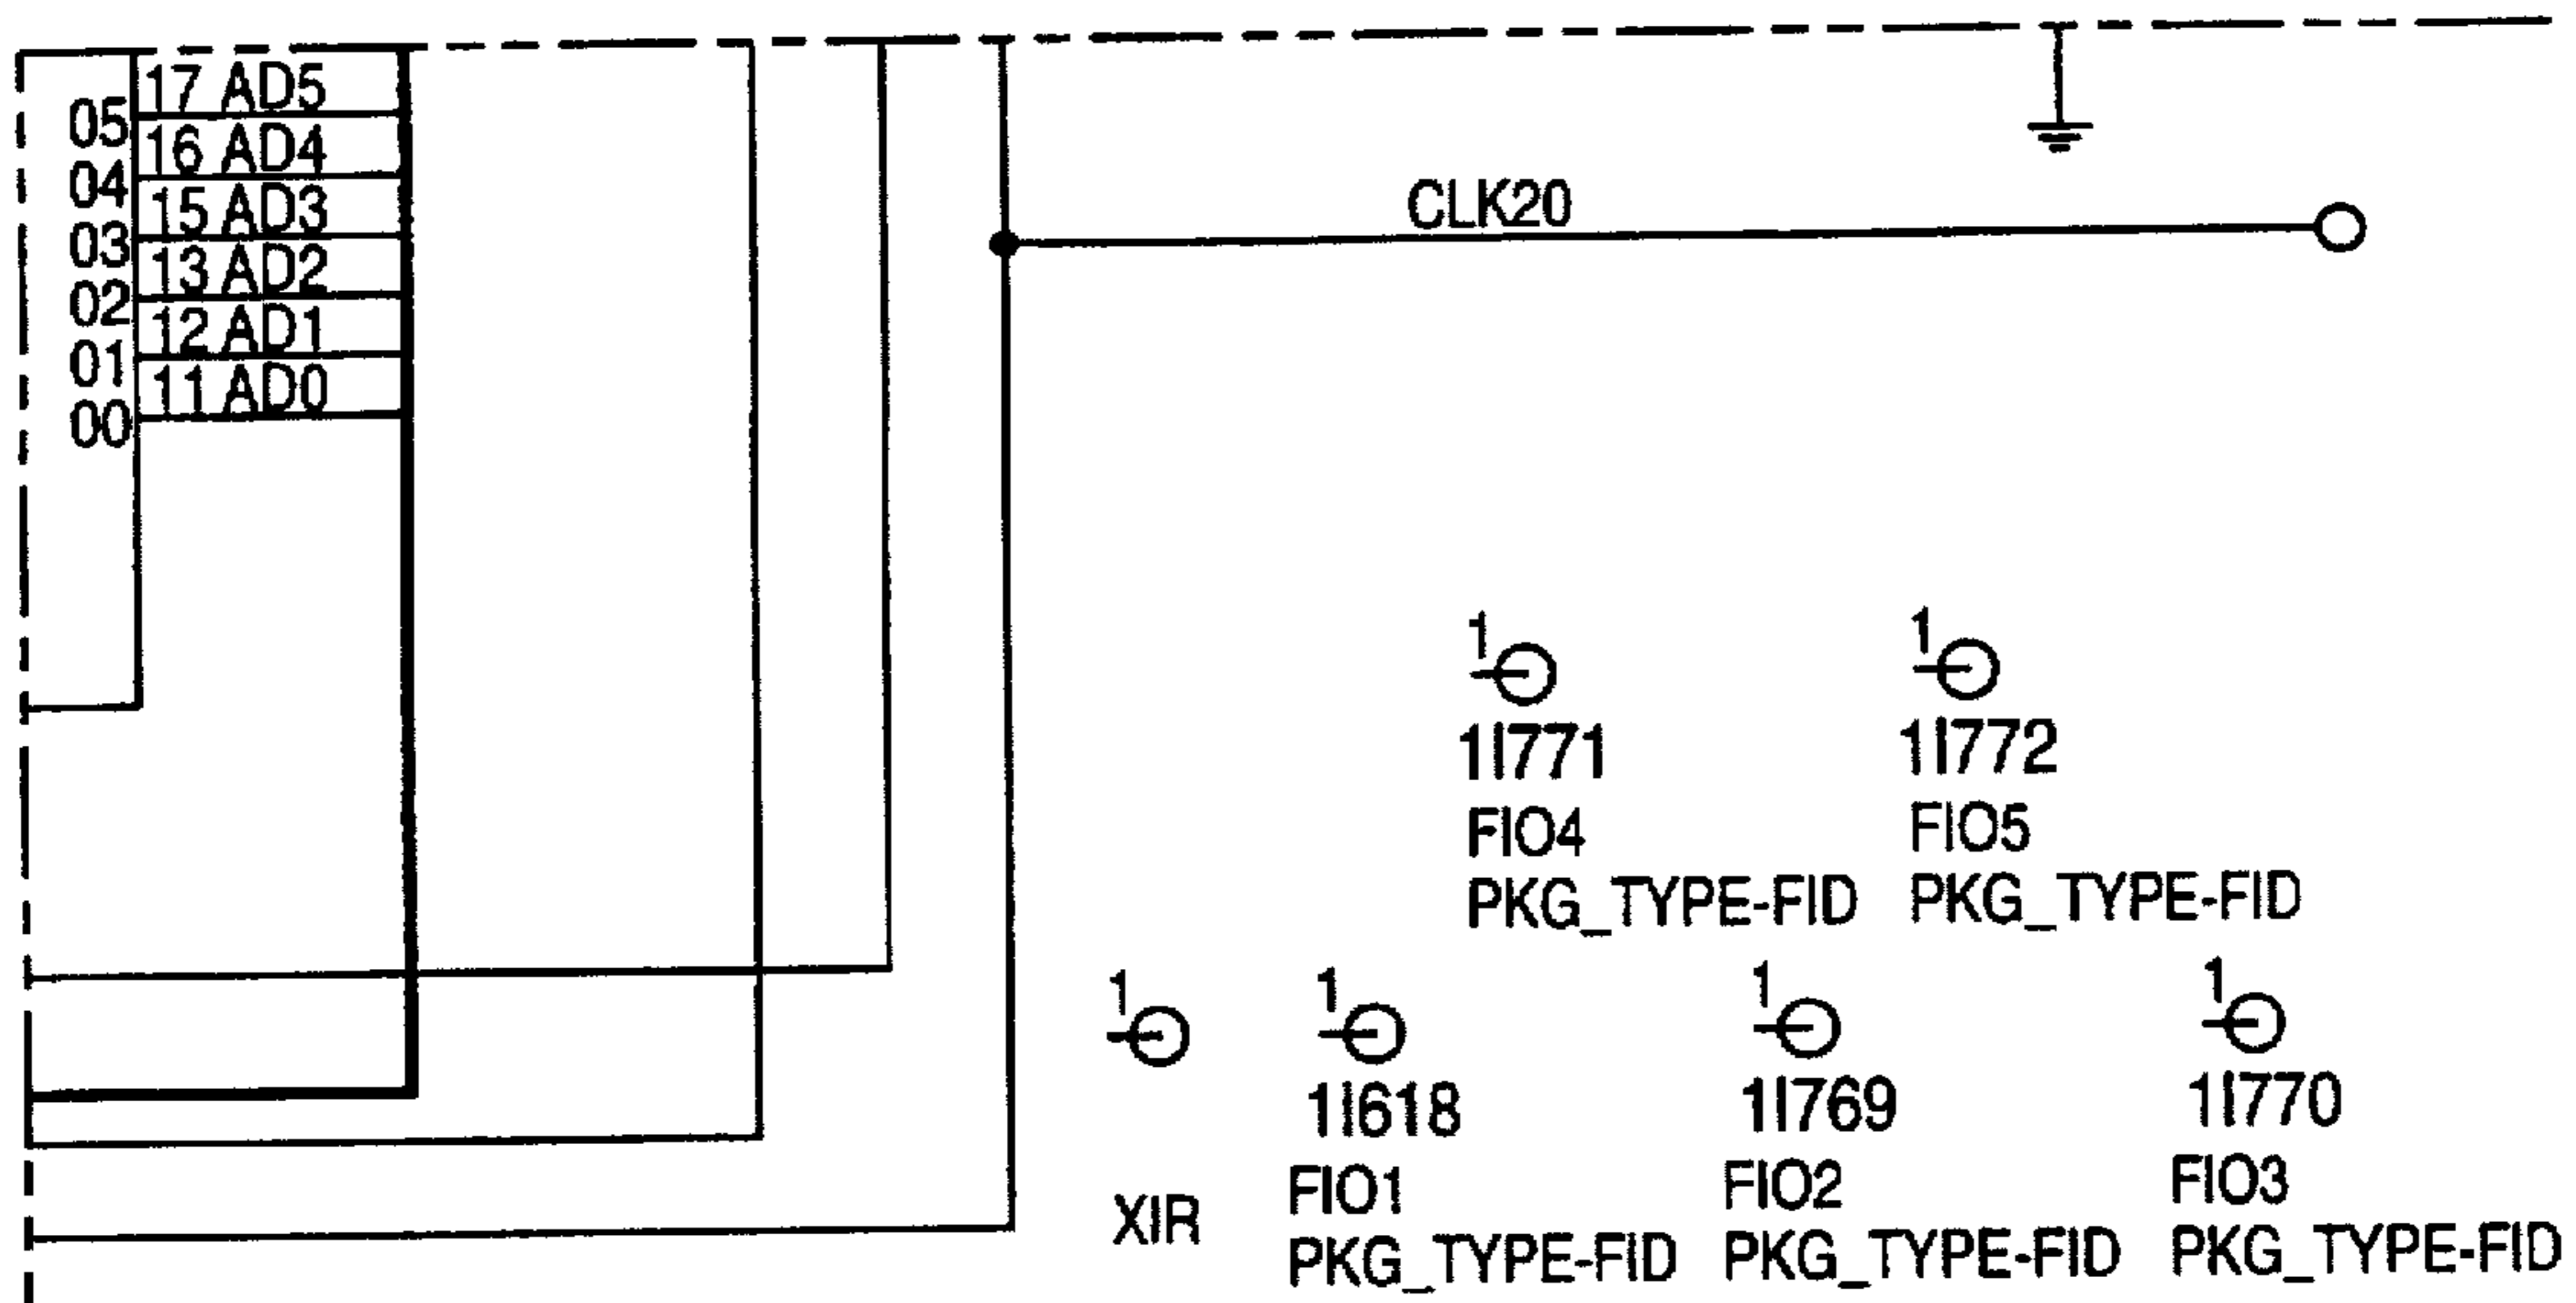 17 AD5
05
16 AD4
04
15 AD3
03
13 AD2
02
12 AD1
01
11 AD0
00
CLK20
1
1I771
FIO4
PKG_TYPE-FID
1
1I772
FIO5
PKG_TYPE-FID
1
XIR
1
1I618
FIO1
PKG_TYPE-FID
1
1I769
FIO2
PKG_TYPE-FID
1
1I770
FIO3
PKG_TYPE-FID